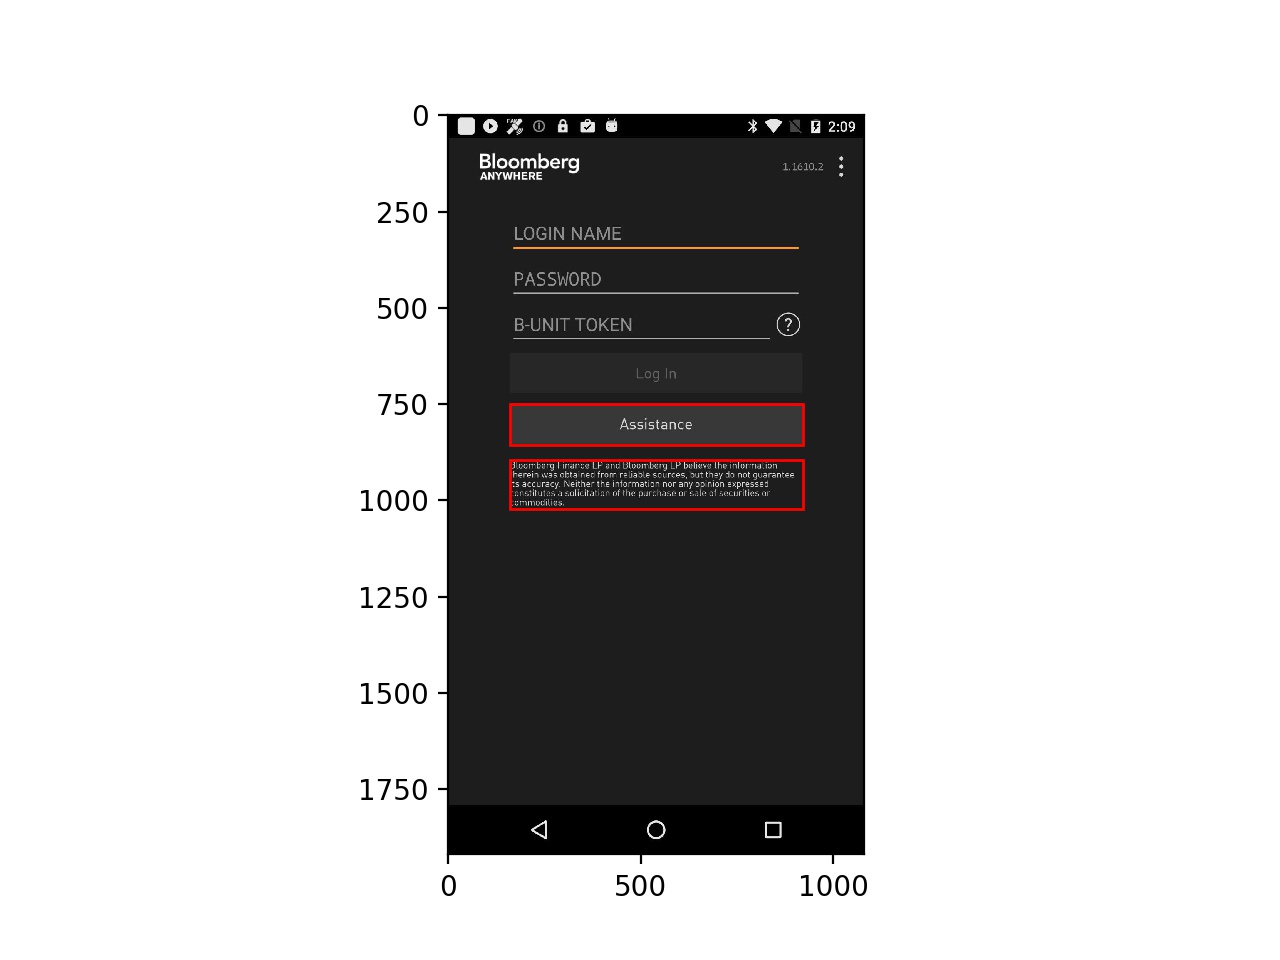 0
2:09
Bloomberg
ANYWHERE
1.1610.2
250
LOGIN NAME
PASSWORD
500
B-UNIT TOKEN
?
Log In
750
Assistance
Bloomberg Finance LP and Bloomberg LP believe the information
herein was obtained from reliable sources, but they do not guarantee
its accuracy. Neither the information nor any opinion expressed
constitutes a solicitation of the purchase or sale of securities or
commodities.
1000
1250
1500
1750
0
500
1000